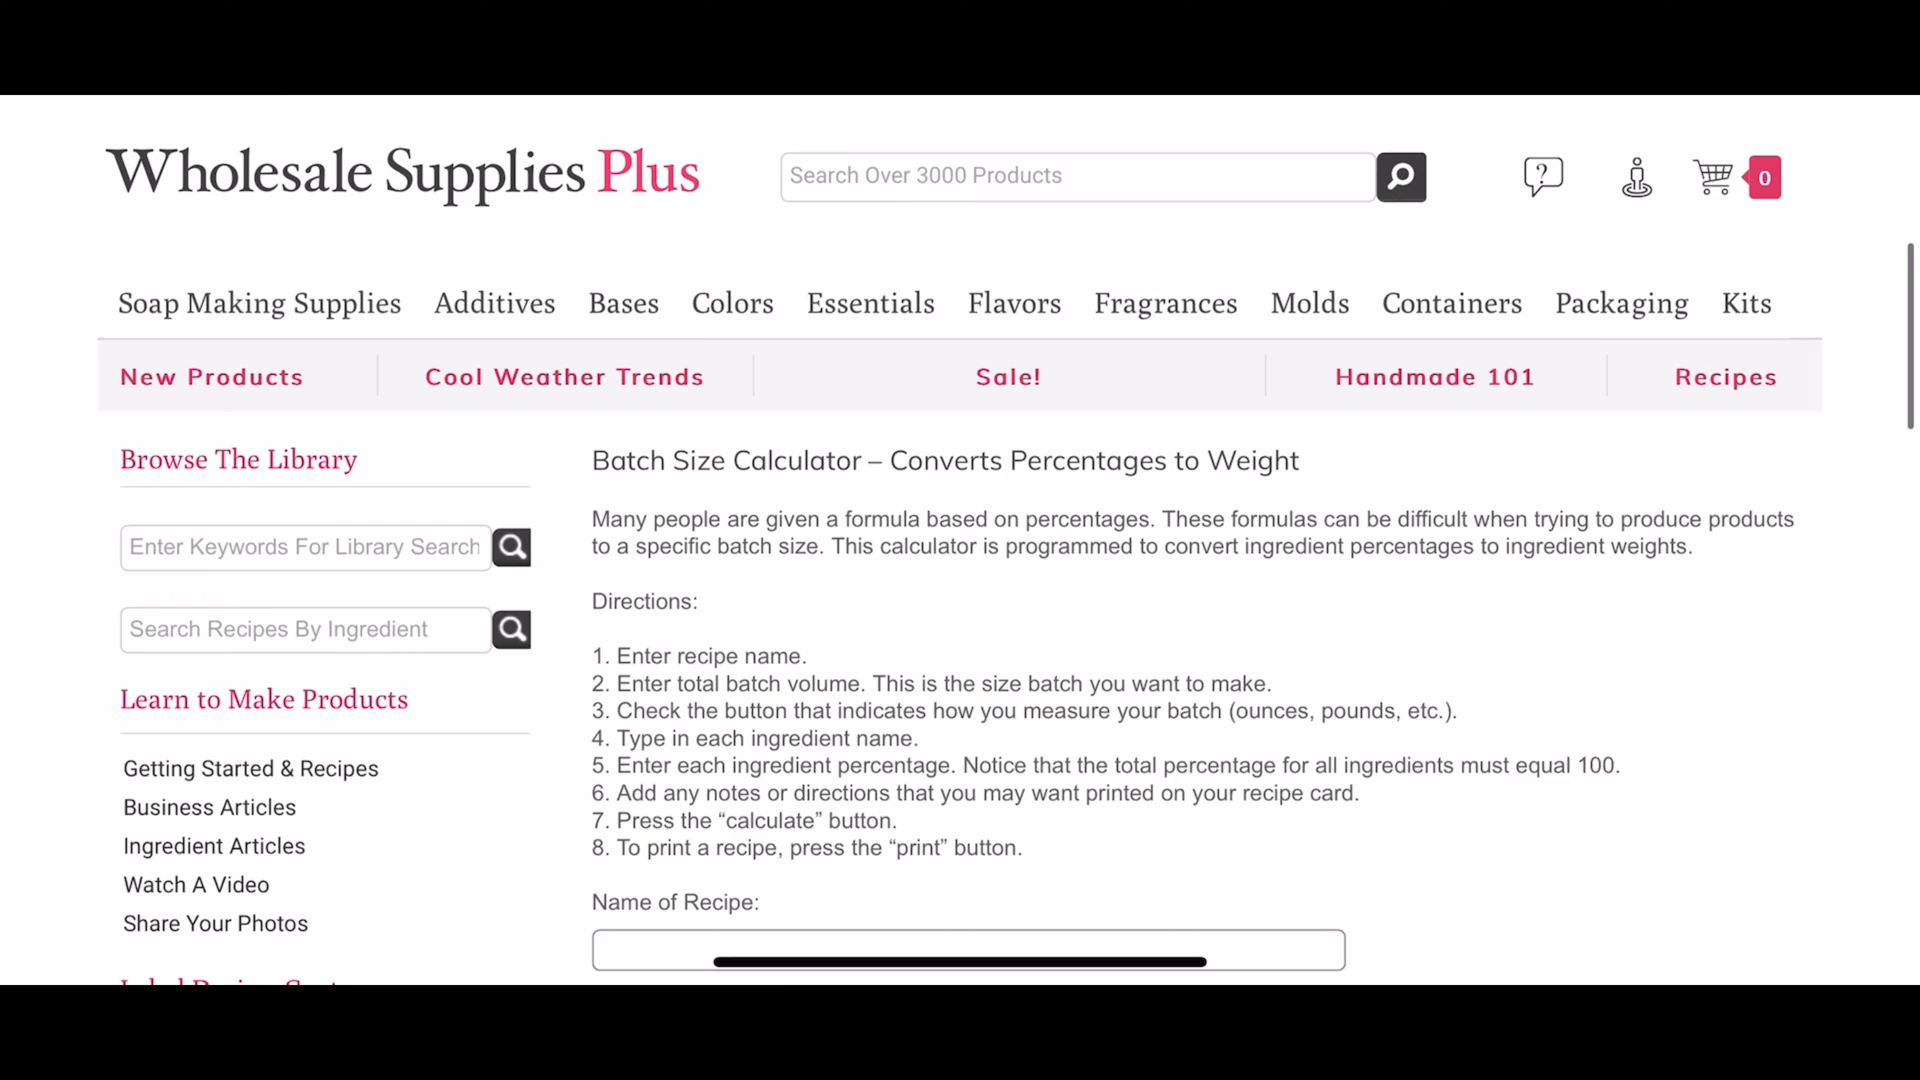 Wholesale Supplies Plus
Search Over 3000 Products
?
0
Soap Making Supplies Additives Bases Colors Essentials Flavors Fragrances Molds Containers Packaging Kits
New Products Cool Weather Trends Sale! Handmade 101 Recipes
Browse The Library
Enter Keywords For Library Search
Search Recipes By Ingredient
Learn to Make Products
Getting Started & Recipes
Business Articles
Ingredient Articles
Watch A Video
Share Your Photos
Batch Size Calculator – Converts Percentages to Weight
Many people are given a formula based on percentages. These formulas can be difficult when trying to produce products
to a specific batch size. This calculator is programmed to convert ingredient percentages to ingredient weights.
Directions:
1. Enter recipe name.
2. Enter total batch volume. This is the size batch you want to make.
3. Check the button that indicates how you measure your batch (ounces, pounds, etc.).
4. Type in each ingredient name.
5. Enter each ingredient percentage. Notice that the total percentage for all ingredients must equal 100.
6. Add any notes or directions that you may want printed on your recipe card.
7. Press the “calculate” button.
8. To print a recipe, press the “print” button.
Name of Recipe: